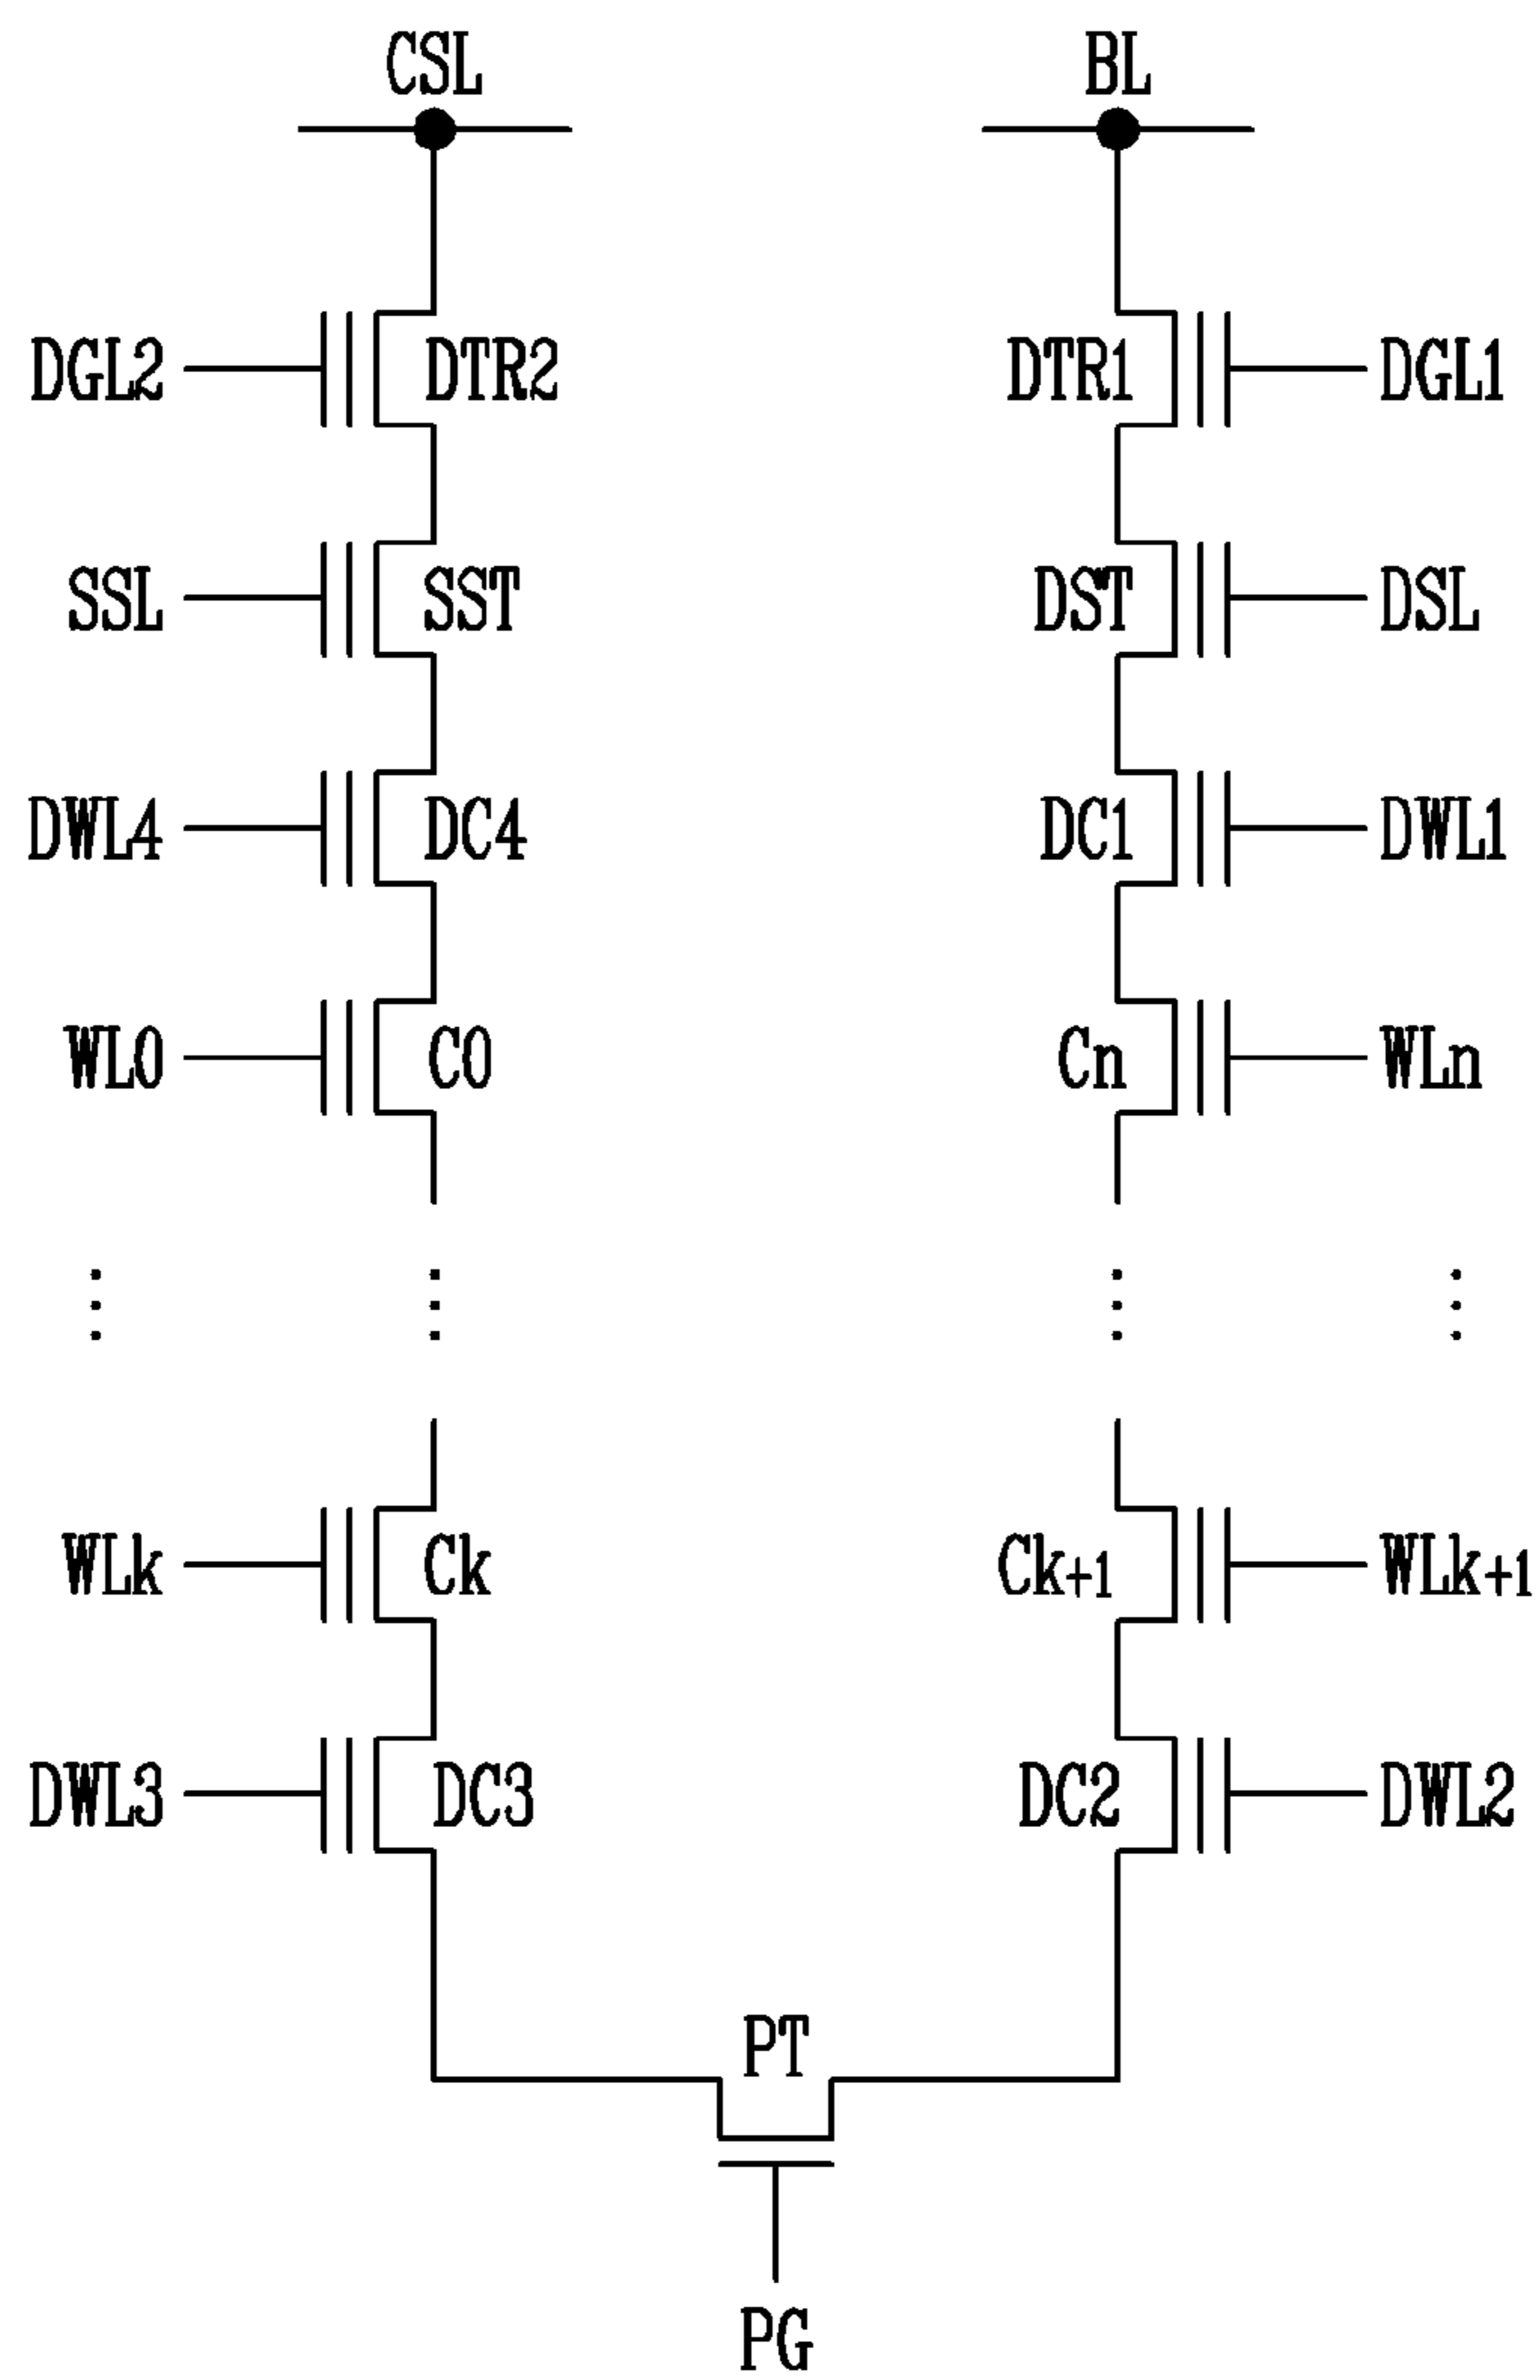 CSL BL
DGL2 DTR2 DTR1 DGL1
SSL SST DST DSL
DWL4 DC4 DC1 DWL1
WL0 C0 Cn WLn
WLk Ck Ck+1 WLk+1
DWL3 DC3 DC2 DWL2
PT
PG